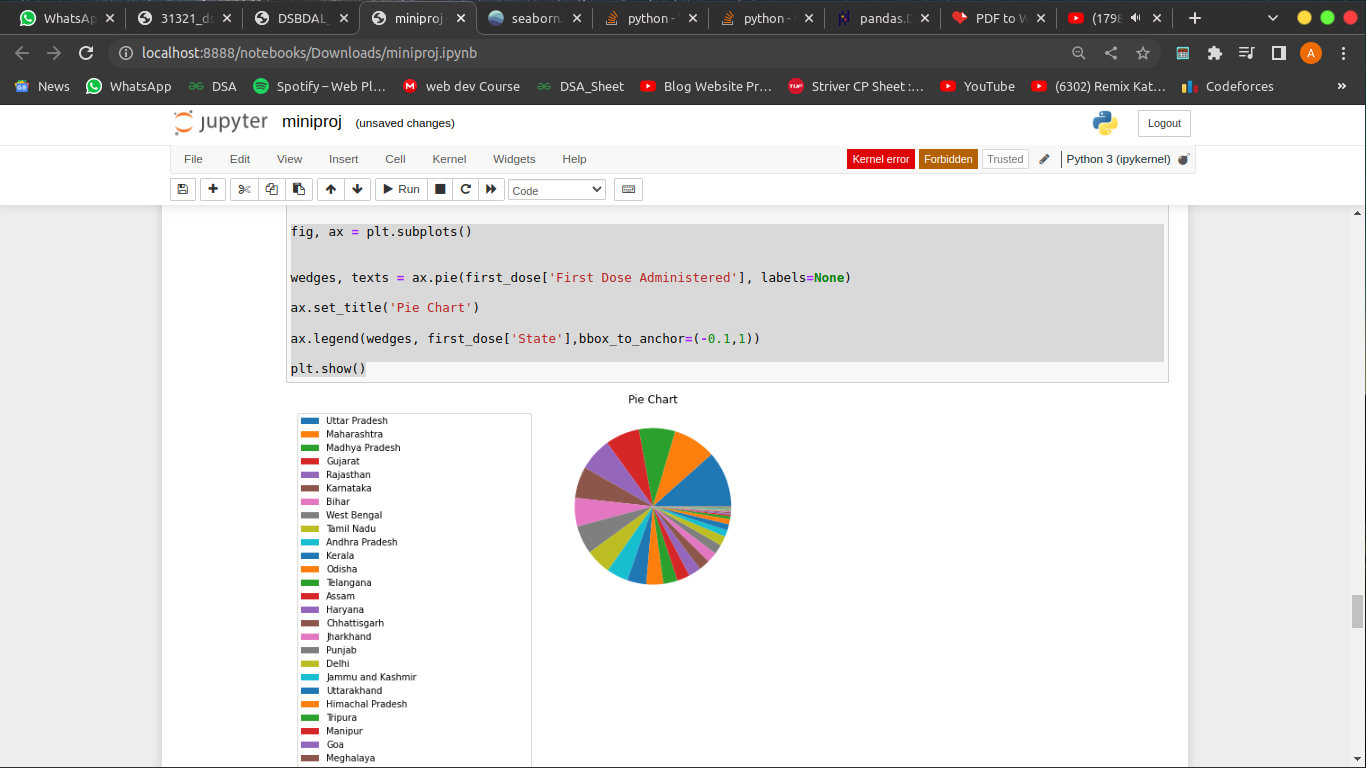 WhatsAp
31321_ds
DSBDAL_
miniproj
seaborn.
python -
python -
pandas.D
PDF to W
(1798
localhost:8888/notebooks/Downloads/miniproj.ipynb
A
News
WhatsApp
DSA
Spotify – Web Pl…
web dev Course
DSA_Sheet
Blog Website Pr…
TUF
Striver CP Sheet :…
YouTube
(6302) Remix Kat…
Codeforces
»
jupyter
miniproj
(unsaved changes)
Logout
File
Edit
View
Insert
Cell
Kernel
Widgets
Help
Kernel error
Forbidden
Trusted
Python 3 (ipykernel)
Run
Code
fig, ax = plt.subplots()
wedges, texts = ax.pie(first_dose['First Dose Administered'], labels=None)
ax.set_title('Pie Chart')
ax.legend(wedges, first_dose['State'],bbox_to_anchor=(-0.1,1))
plt.show()
Pie Chart
Uttar Pradesh
Maharashtra
Madhya Pradesh
Gujarat
Rajasthan
Karnataka
Bihar
West Bengal
Tamil Nadu
Andhra Pradesh
Kerala
Odisha
Telangana
Assam
Haryana
Chhattisgarh
Jharkhand
Punjab
Delhi
Jammu and Kashmir
Uttarakhand
Himachal Pradesh
Tripura
Manipur
Goa
Meghalaya